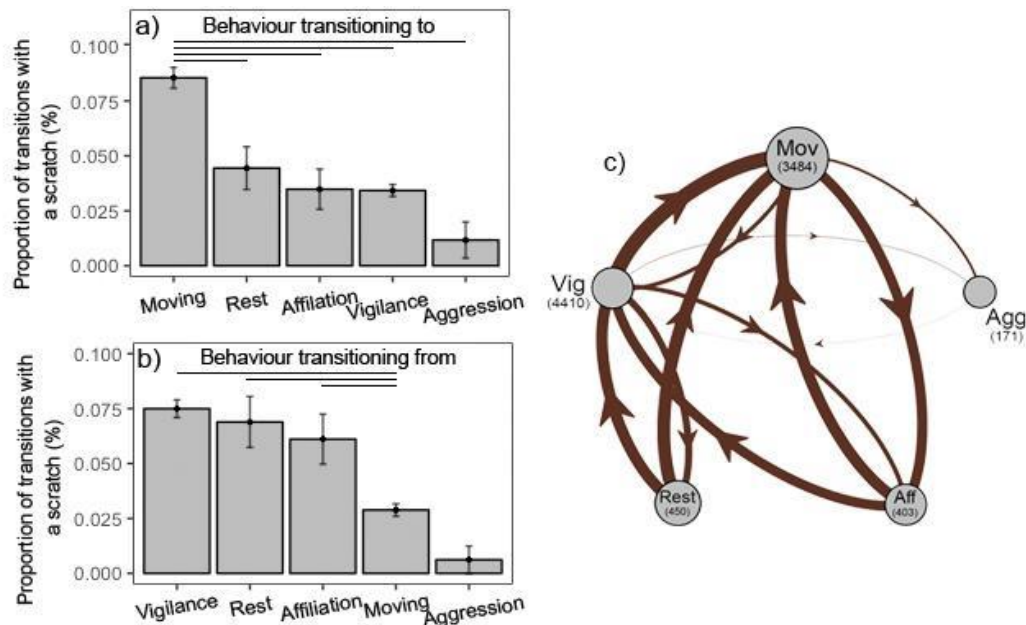 a)
Behaviour transitioning to
Proportion of transitions with
a scratch (%)
0.100
0.075
0.050
0.025
0.000
Moving
Rest
Affilation
Vigilance
Aggression
b)
Behaviour transitioning from
Proportion of transitions with
a scratch (%)
0.100
0.075
0.050
0.025
0.000
Vigilance
Rest
Affiliation
Moving
Aggression
c)
Mov
(3484)
Vig
(4410)
Agg
(171)
Rest
(450)
Aff
(403)